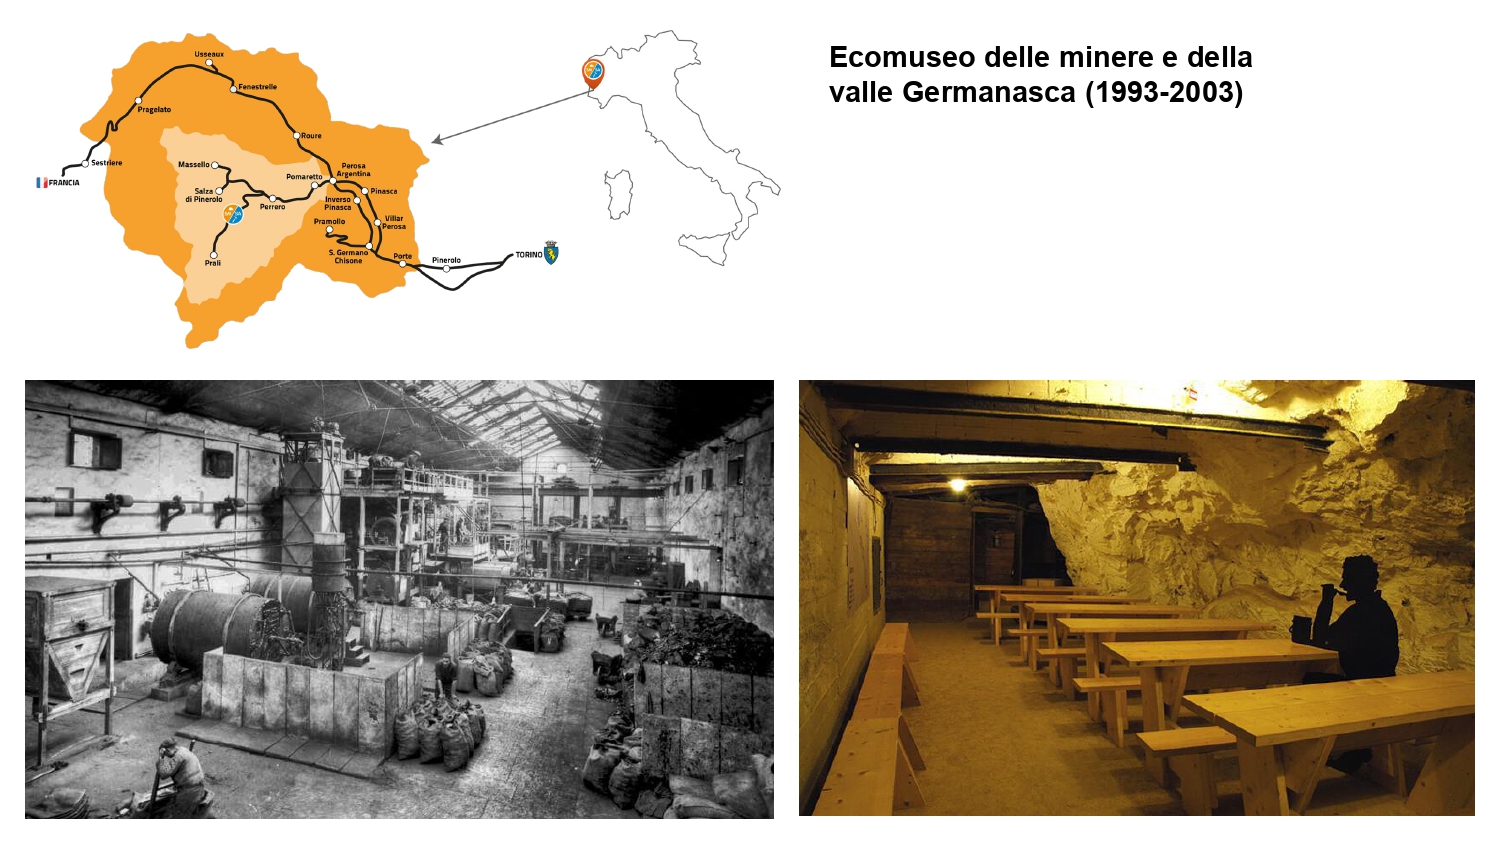 Ecomuseo delle minere e della
valle Germanasca (1993-2003)
Usseaux
Fenestrelle
Pragelato
Roure
Sestriere
FRANCIA
Massello
Perosa
Argentina
Pomaretto
Salza
di Pinerolo
Pinasca
Perrero
Inverso
Pinasca
Pramollo
Villar
Perosa
S. Germano
Chisone
Prali
Porte
Pinerolo
TORINO